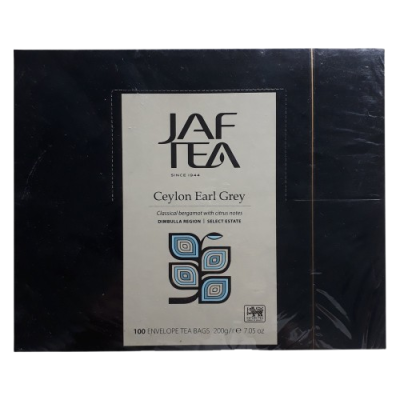 JAF
TEA
SINCE 1944
Ceylon Earl Grey
Classical bergamot with citrus notes
DIMBULLA REGION | SELECT ESTATE
100 ENVELOPE TEA BAGS 200g/г ℮ 7.05 oz